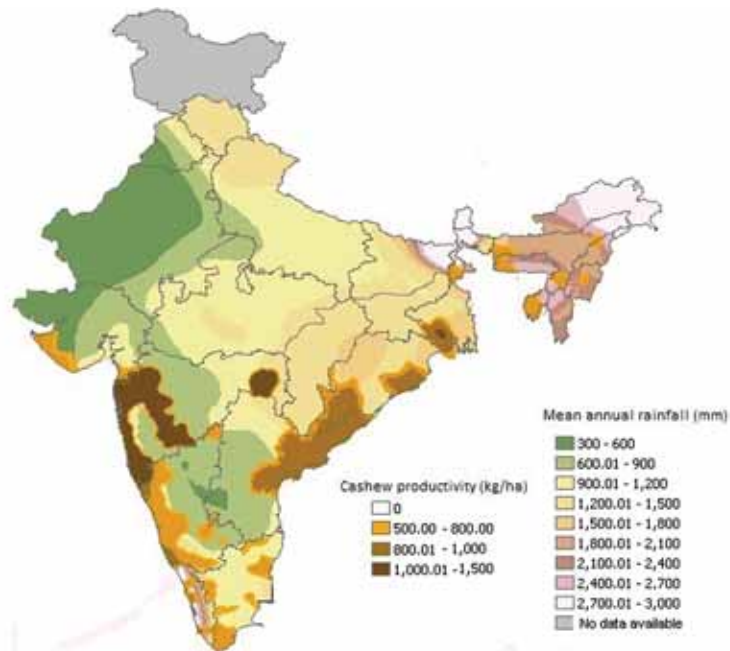 Mean annual rainfall (mm)
300 - 600
600.01 - 900
900.01 - 1,200
1,200.01 - 1,500
1,500.01 - 1,800
1,800.01 - 2,100
2,100.01 - 2,400
2,400.01 - 2,700
2,700.01 - 3,000
No data available
Cashew productivity (kg/ha)
0
500.00 - 800.00
800.01 - 1,000
1,000.01 -1,500